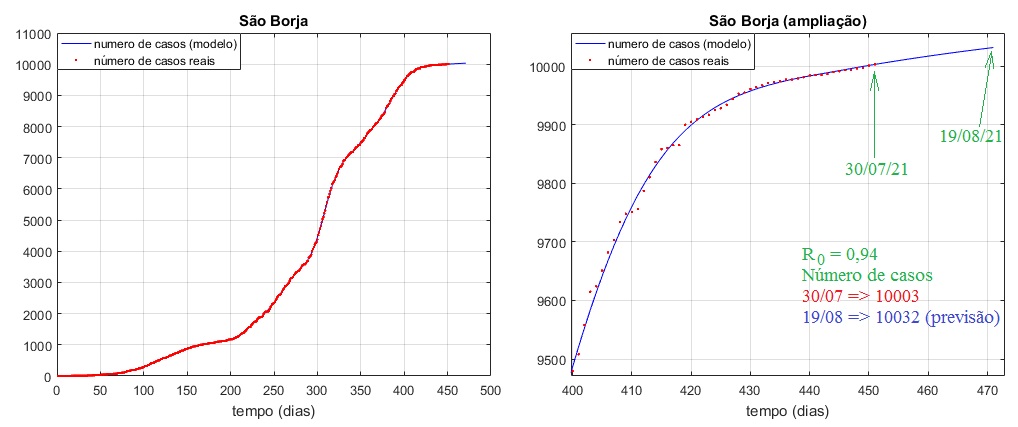 São Borja
numero de casos (modelo)
número de casos reais
11000
10000
9000
8000
7000
6000
5000
4000
3000
2000
1000
0
0 50 100 150 200 250 300 350 400 450 500
tempo (dias)
São Borja (ampliação)
numero de casos (modelo)
número de casos reais
10000
9900
9800
9700
9600
9500
19/08/21
30/07/21
R0 = 0,94
Número de casos
30/07 => 10003
19/08 => 10032 (previsão)
400 410 420 430 440 450 460 470
tempo (dias)